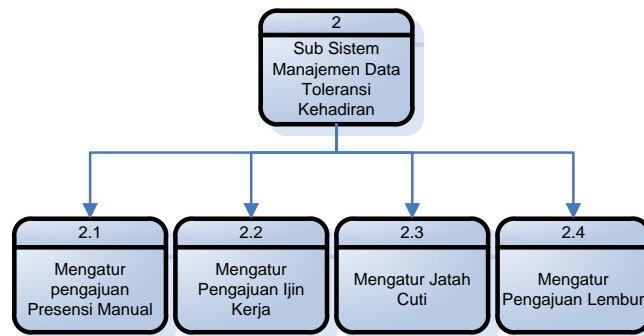 2
Sub Sistem
Manajemen Data
Toleransi
Kehadiran
2.1
Mengatur
pengajuan
Presensi Manual
2.2
Mengatur
Pengajuan Ijin
Kerja
2.3
Mengatur Jatah
Cuti
2.4
Mengatur
Pengajuan Lembur